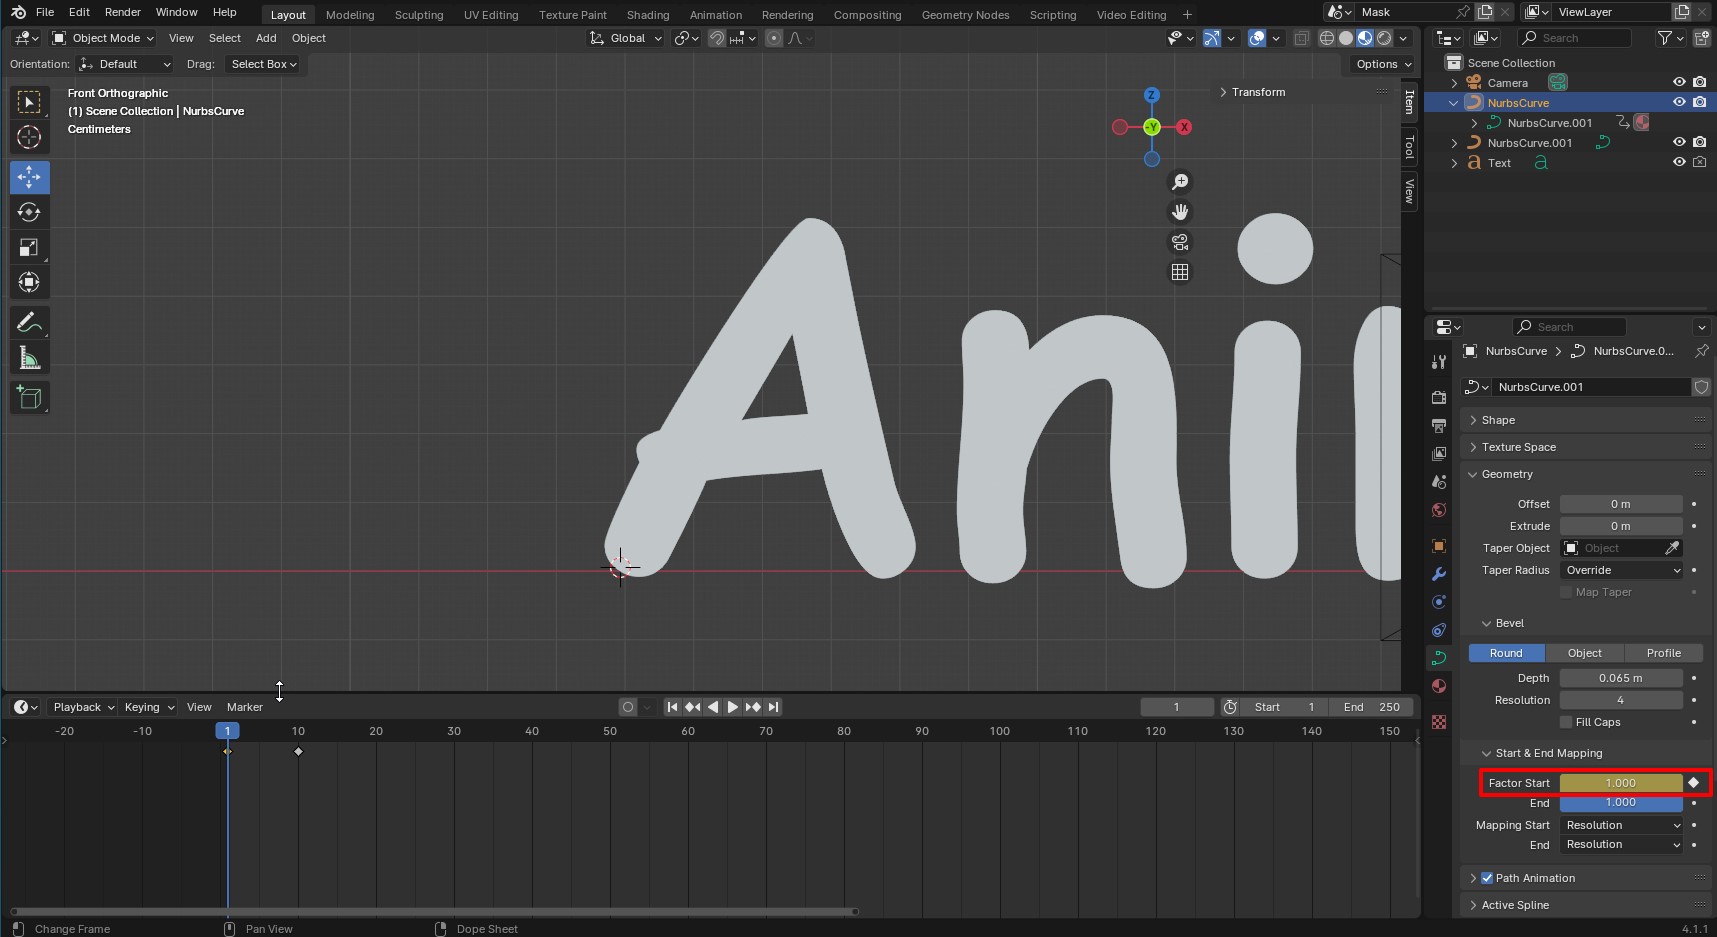 File Edit Render Window Help Layout Modeling Sculpting UV Editing Texture Paint Shading Animation Rendering Compositing Geometry Nodes Scripting Video Editing + Mask ViewLayer
Object Mode View Select Add Object Global Search
Orientation: Default Drag: Select Box Options
Scene Collection
Camera
NurbsCurve
NurbsCurve.001
NurbsCurve.001
Text
Front Orthographic
(1) Scene Collection | NurbsCurve
Centimeters
Transform
Item
Tool
View
Z
-Y X
Ani
Search
NurbsCurve > NurbsCurve.0...
NurbsCurve.001
Shape
Texture Space
Geometry
Offset 0 m
Extrude 0 m
Taper Object Object
Taper Radius Override
Map Taper
Bevel
Round Object Profile
Depth 0.065 m
Resolution 4
Fill Caps
Start & End Mapping
Factor Start 1.000
End 1.000
Mapping Start Resolution
End Resolution
Path Animation
Active Spline
Playback Keying View Marker 1 Start 1 End 250
-20 -10 1 10 20 30 40 50 60 70 80 90 100 110 120 130 140 150
Change Frame Pan View Dope Sheet 4.1.1